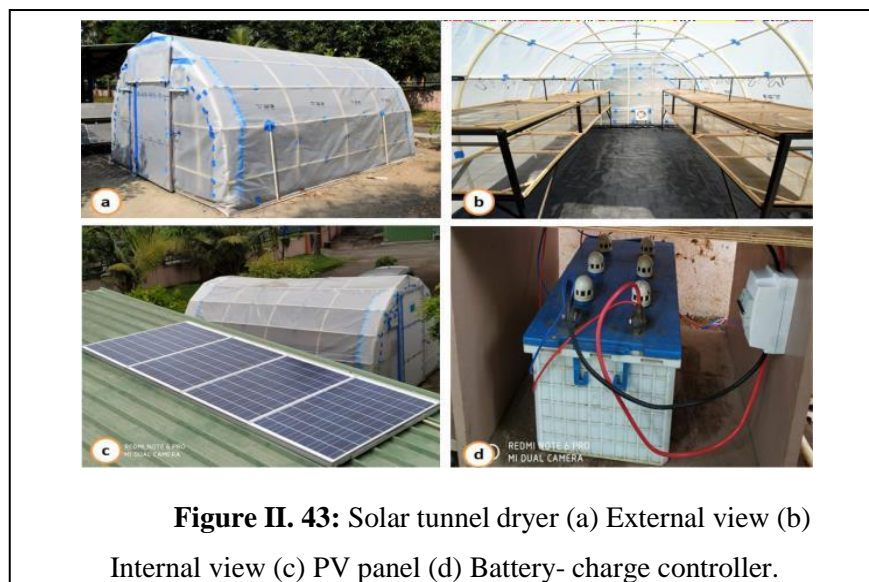 a
b
c
REDMI NOTE 6 PRO
MI DUAL CAMERA
d
REDMI NOTE 6 PRO
MI DUAL CAMERA
Figure II. 43: Solar tunnel dryer (a) External view (b)
Internal view (c) PV panel (d) Battery- charge controller.